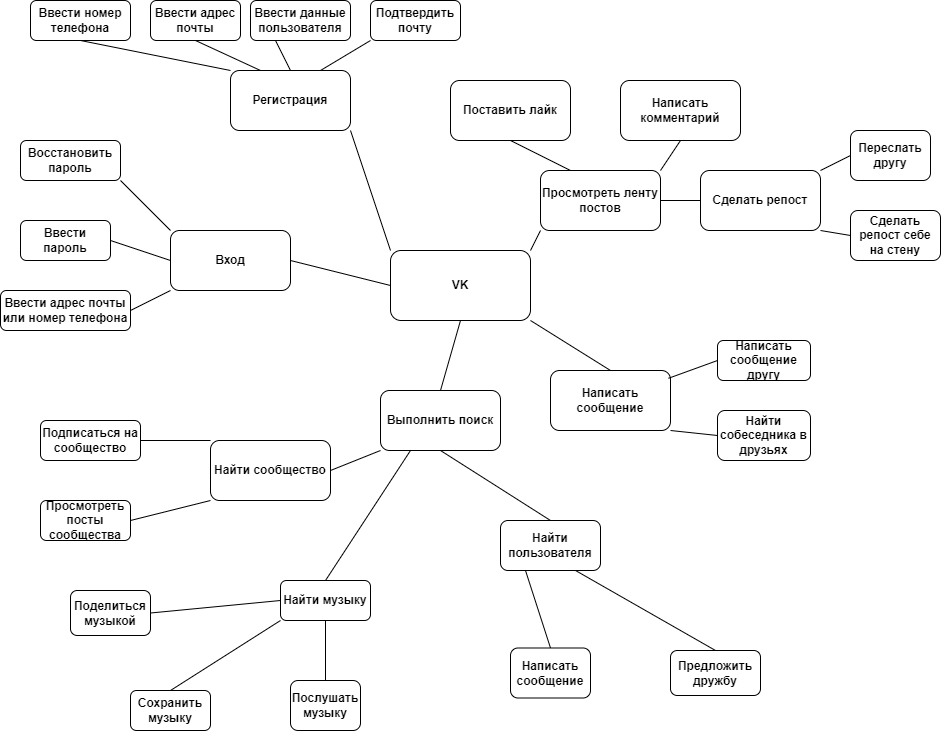 Ввести номер
телефона
Ввести адрес
почты
Ввести данные
пользователя
Подтвердить
почту
Регистрация
Поставить лайк
Написать
комментарий
Восстановить
пароль
Переслать
другу
Просмотреть ленту
постов
Сделать репост
Ввести
пароль
Сделать
репост себе
на стену
Вход
VK
Ввести адрес почты
или номер телефона
Написать
сообщение
другу
Написать
сообщение
Выполнить поиск
Найти
собеседника в
друзьях
Подписаться на
сообщество
Найти сообщество
Просмотреть
посты
сообщества
Найти
пользователя
Найти музыку
Поделиться
музыкой
Написать
сообщение
Предложить
дружбу
Сохранить
музыку
Послушать
музыку